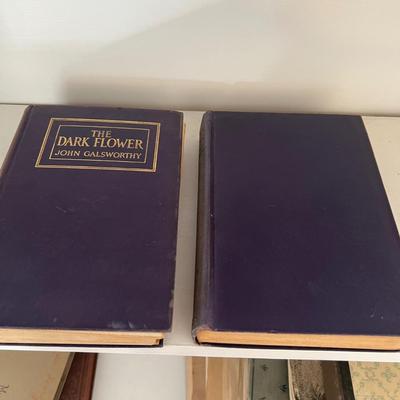 THE
DARK FLOWER
JOHN GALSWORTHY